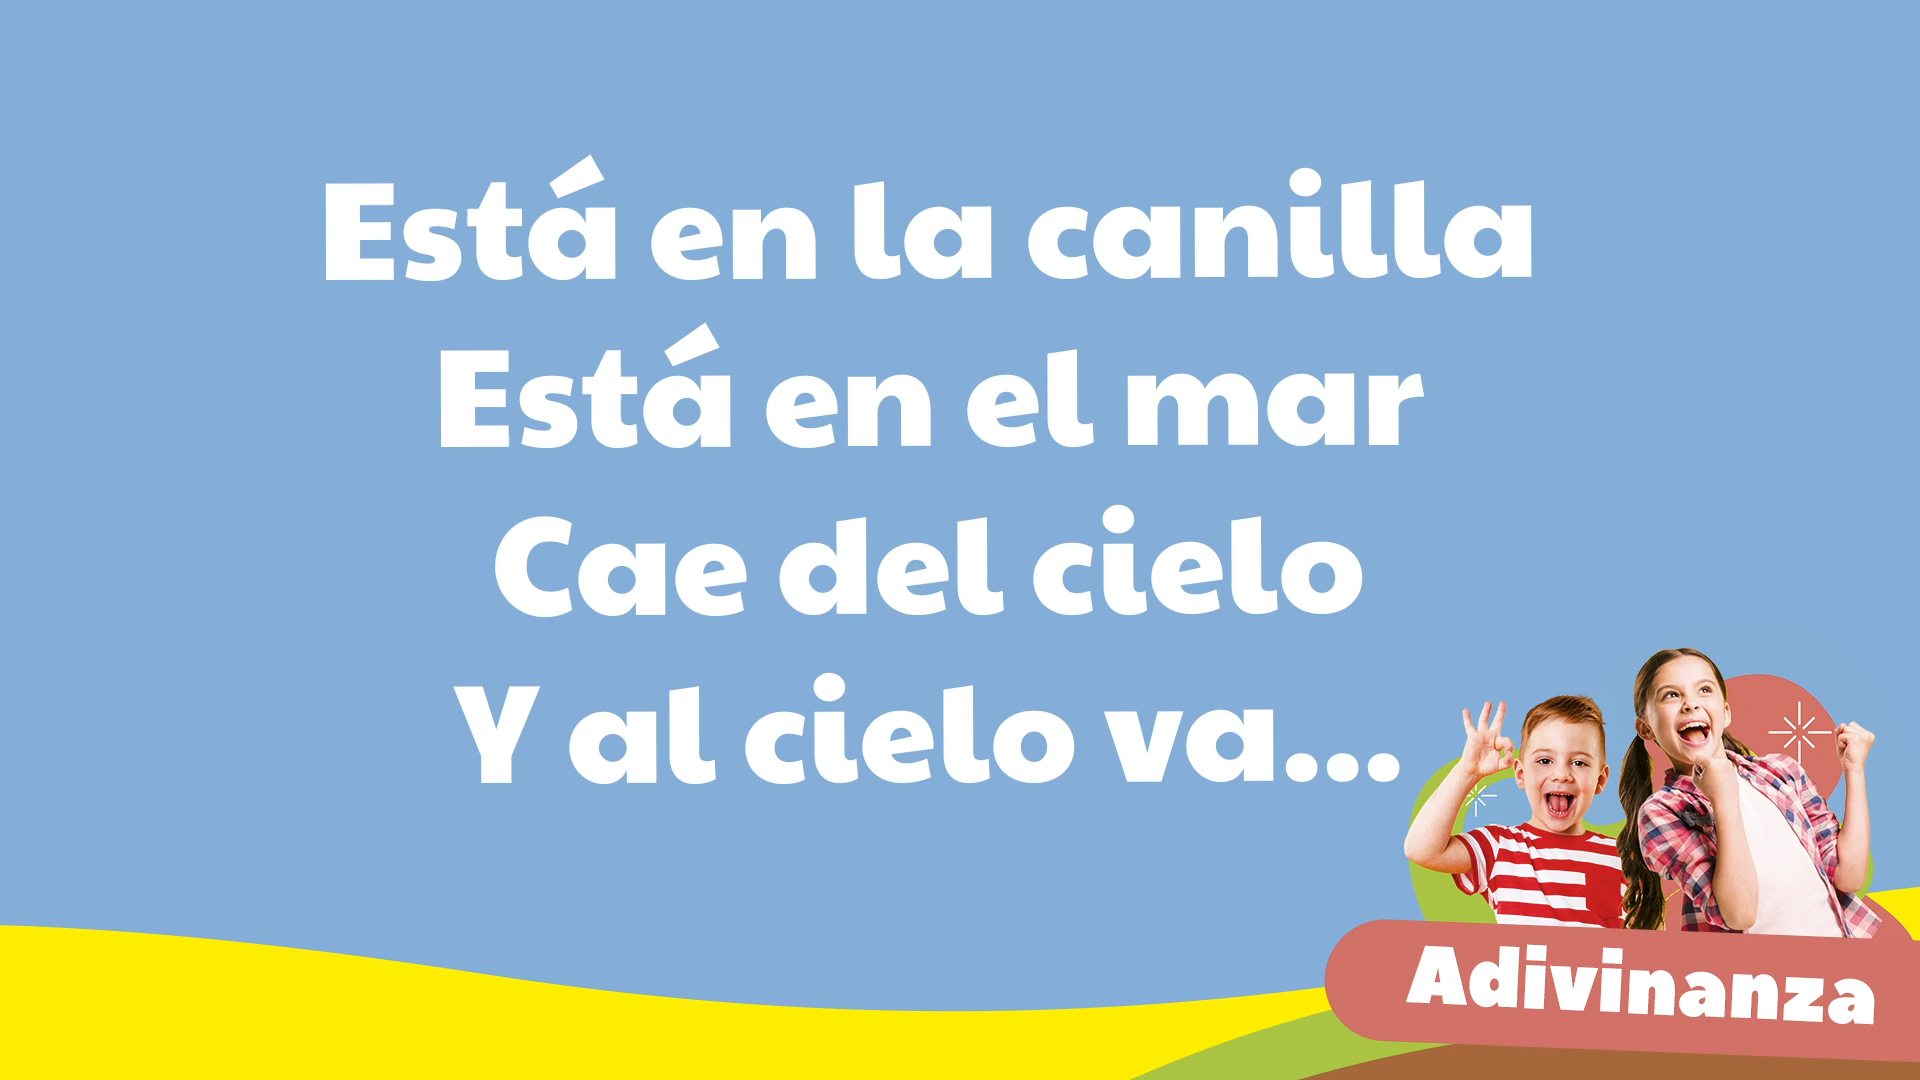 Está en la canilla
Está en el mar
Cae del cielo
Y al cielo va...
Adivinanza